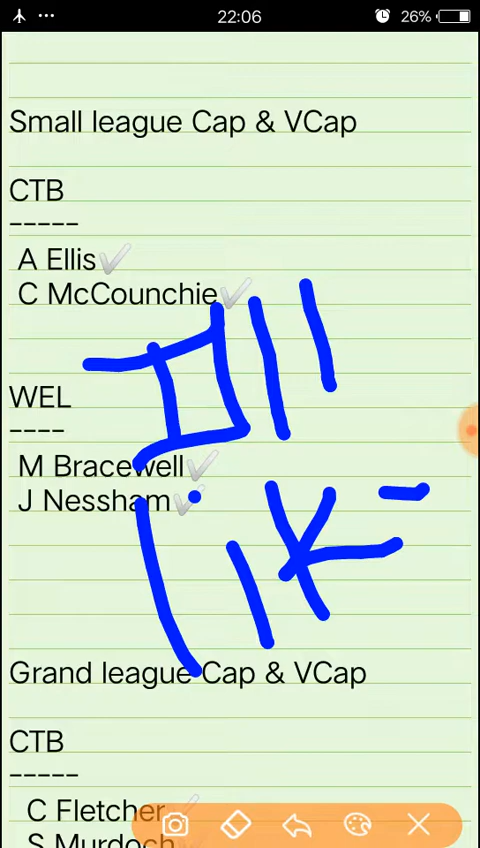 22:06
26%
Small league Cap & VCap
CTB
-----
A Ellis
C McCounchie
WEL
----
M Bracewell
J Nessham
Grand league Cap & VCap
CTB
-----
C Fletcher
S Murdoch